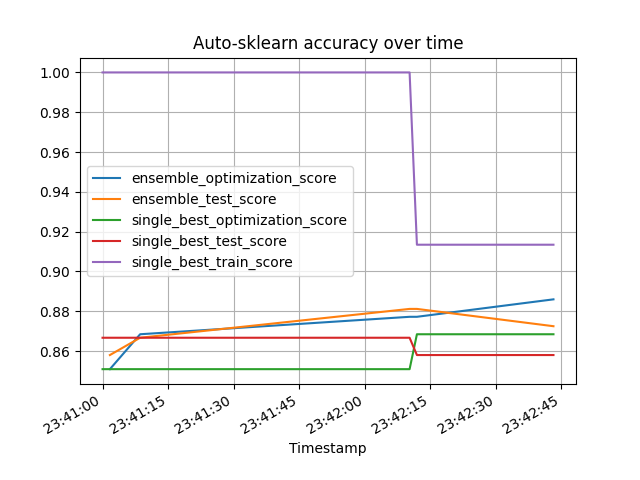 Auto-sklearn accuracy over time
1.00
0.98
0.96
0.94
0.92
0.90
0.88
0.86
ensemble_optimization_score
ensemble_test_score
single_best_optimization_score
single_best_test_score
single_best_train_score
23:41:00
23:41:15
23:41:30
23:41:45
23:42:00
23:42:15
23:42:30
23:42:45
Timestamp